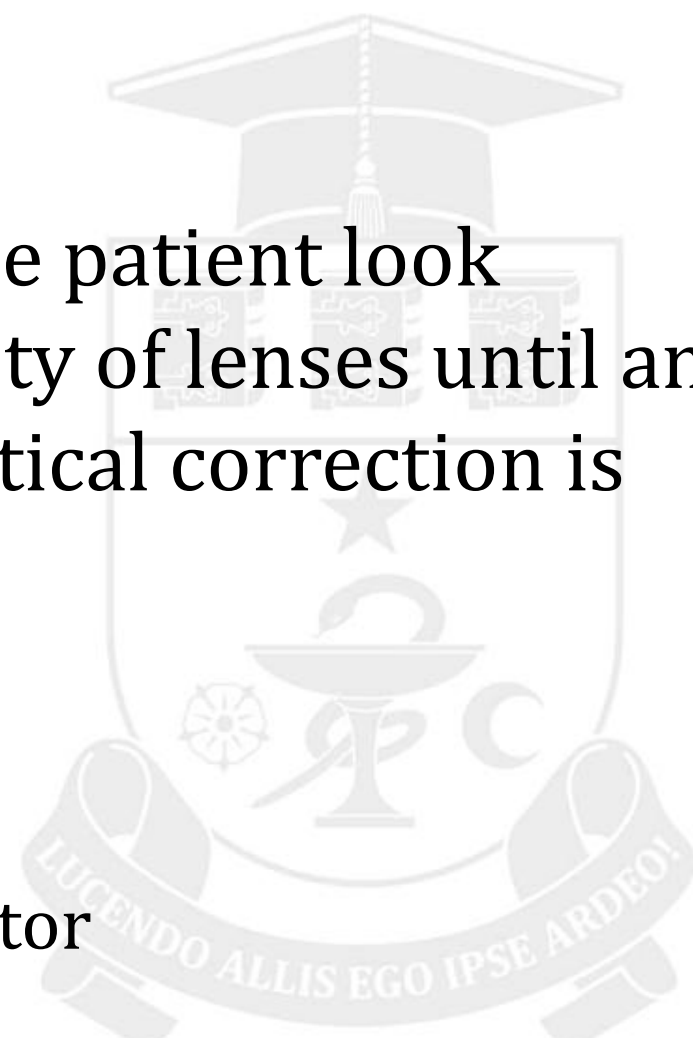 e patient look
ty of lenses until an
tical correction is
tor
LUCENDO ALLIS EGO IPSE ARDEO!